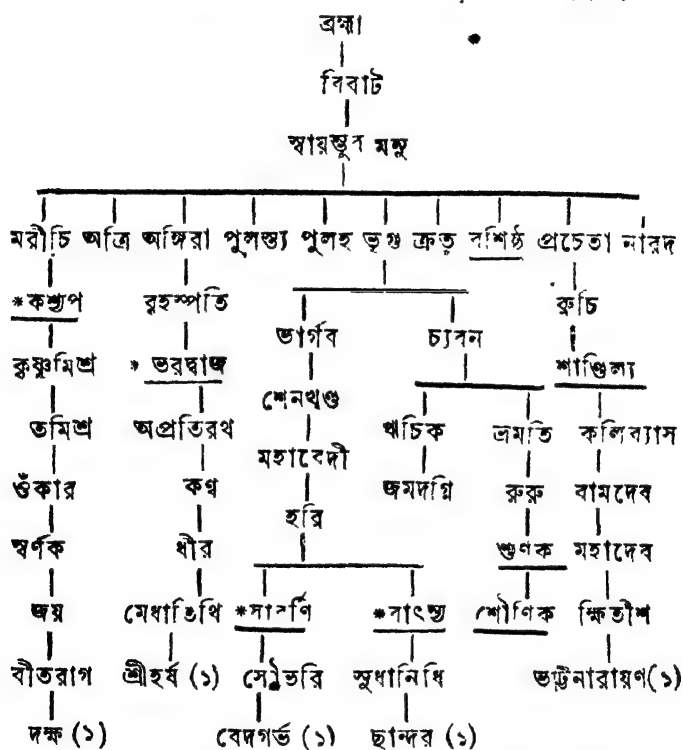 ব্রহ্মা
বিবাট
স্বায়ম্ভুব মনু
মরীচি অত্রি অঙ্গিরা পুলস্ত্য পুলহ ভৃগু ক্রতু বশিষ্ঠ প্রচেতা নারদ
*কশ্যপ বৃহস্পতি ভার্গব চ্যবন রুচি
কৃষ্ণমিশ্র *ভরদ্বাজ শাণ্ডিল্য
শেনখণ্ড
তমিশ্র অপ্রতিরথ ঋচিক ভ্রমতি কলিব্যাস
মহাবেদী
ওঁকার কণ্ব জমদগ্নি রুরু বামদেব
হরি
স্বর্ণক ধীর শুণক মহাদেব
জয় মেধাতিথি *সাবর্ণি *বাৎস্য শৌণিক ক্ষিতীশ
বীতরাগ শ্রীহর্ষ (১) সৌভরি সুধানিধি ভট্টনারায়ণ(১)
দক্ষ (১) বেদগর্ভ (১) ছান্দর (১)